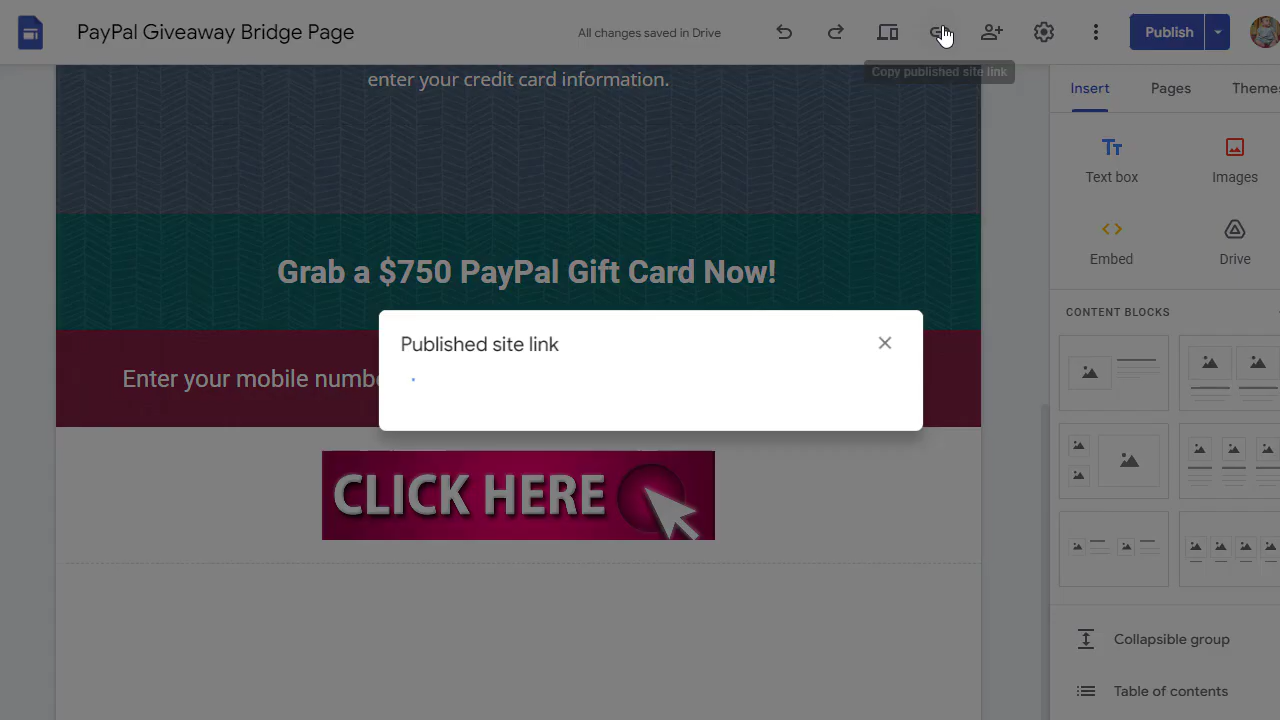 PayPal Giveaway Bridge Page
All changes saved in Drive
Publish
Copy published site link
enter your credit card information.
Grab a $750 PayPal Gift Card Now!
Published site link
Enter your mobile
CLICK HERE
Insert
Pages
Themes
Text box
Images
Embed
Drive
CONTENT BLOCKS
Collapsible group
Table of contents